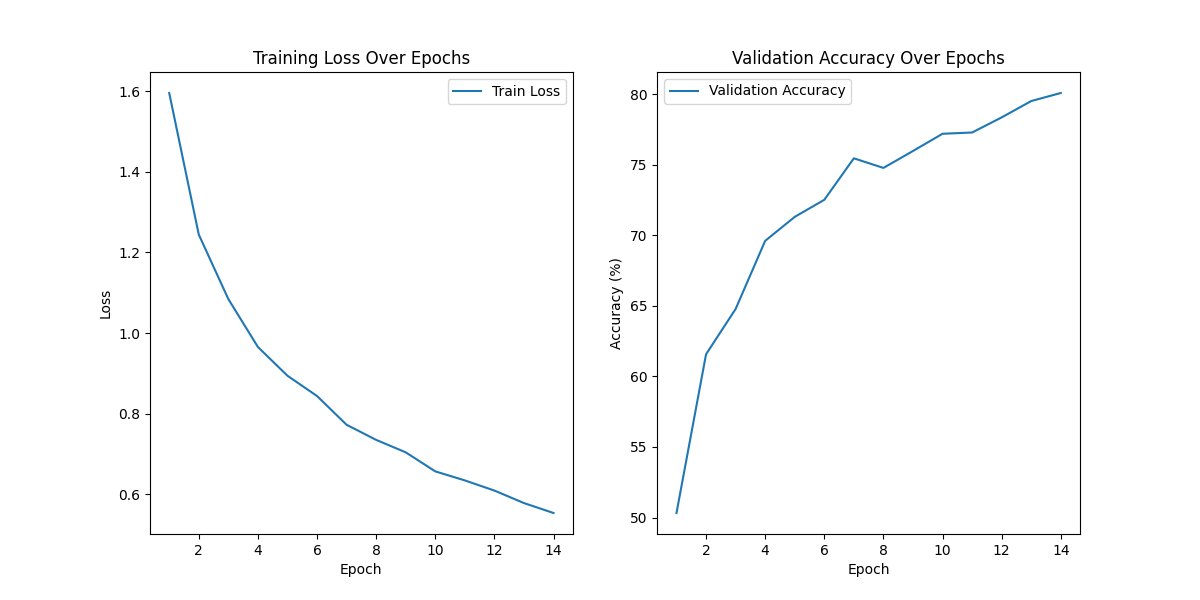 Training Loss Over Epochs
Train Loss
1.6
1.4
1.2
1.0
0.8
0.6
Loss
2 4 6 8 10 12 14
Epoch
Validation Accuracy Over Epochs
Validation Accuracy
80
75
70
65
60
55
50
Accuracy (%)
2 4 6 8 10 12 14
Epoch